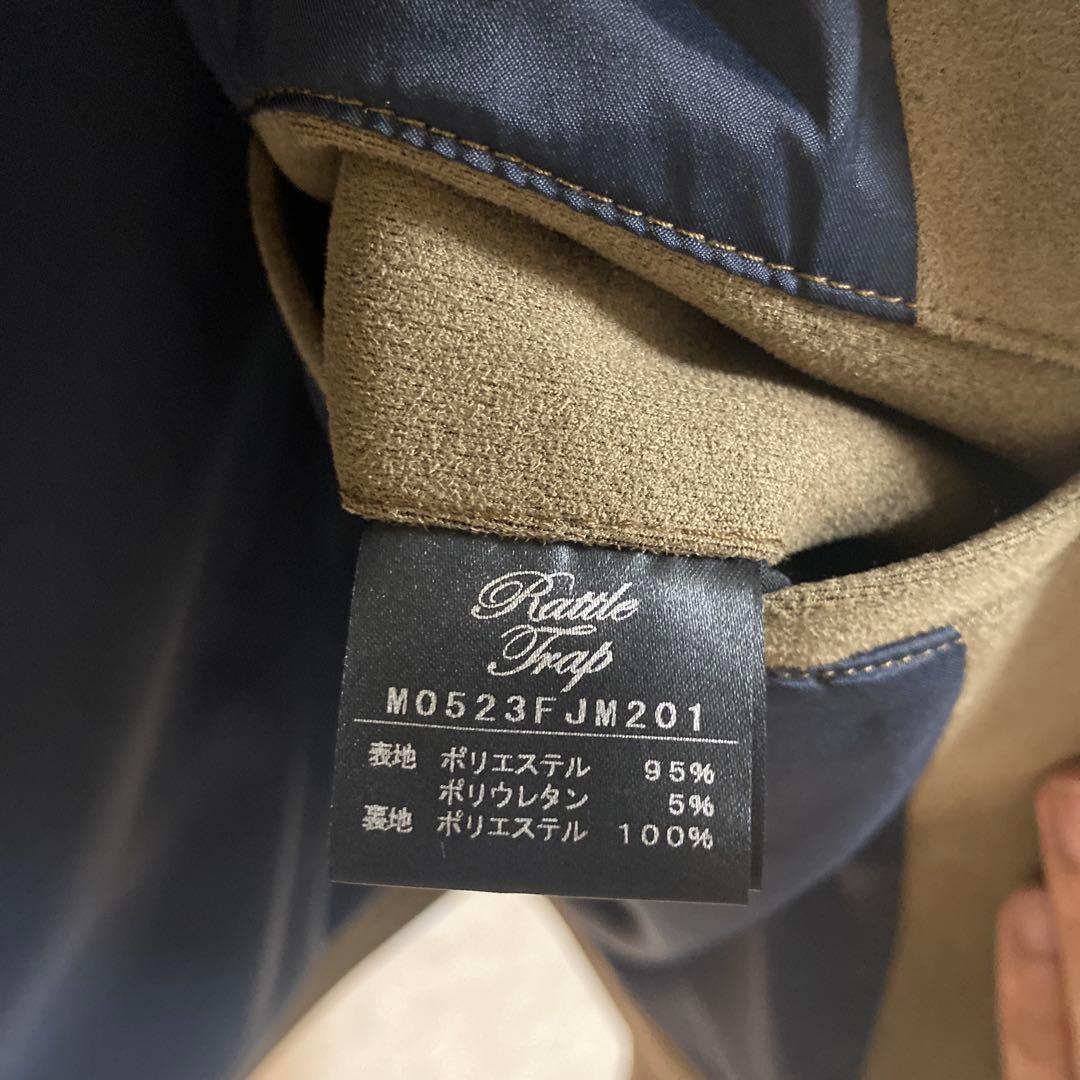 Rattle
Trap
M0523FJM201
表地 ポリエステル 95%
ポリウレタン 5%
裏地 ポリエステル 100%